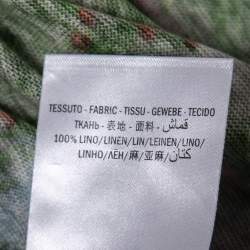 TESSUTO - FABRIC - TISSU - GEWEBE - TECIDO
ТКАНЬ - 表地 - 面料 - قماش
100% LINO/LINEN/LIN/LEINEN/LINO/
LINHO/ЛЁН/麻/亚麻/كتان